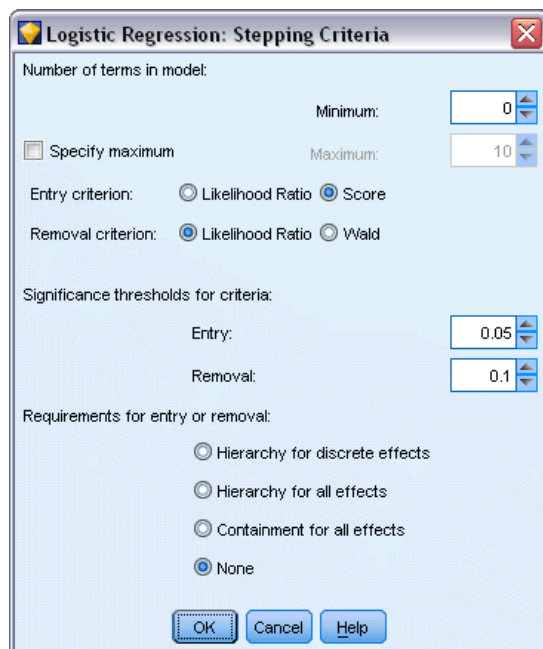 Logistic Regression: Stepping Criteria
Number of terms in model:
Minimum: 0
Specify maximum Maximum: 10
Entry criterion: Likelihood Ratio Score
Removal criterion: Likelihood Ratio Wald
Significance thresholds for criteria:
Entry: 0.05
Removal: 0.1
Requirements for entry or removal:
Hierarchy for discrete effects
Hierarchy for all effects
Containment for all effects
None
OK Cancel Help